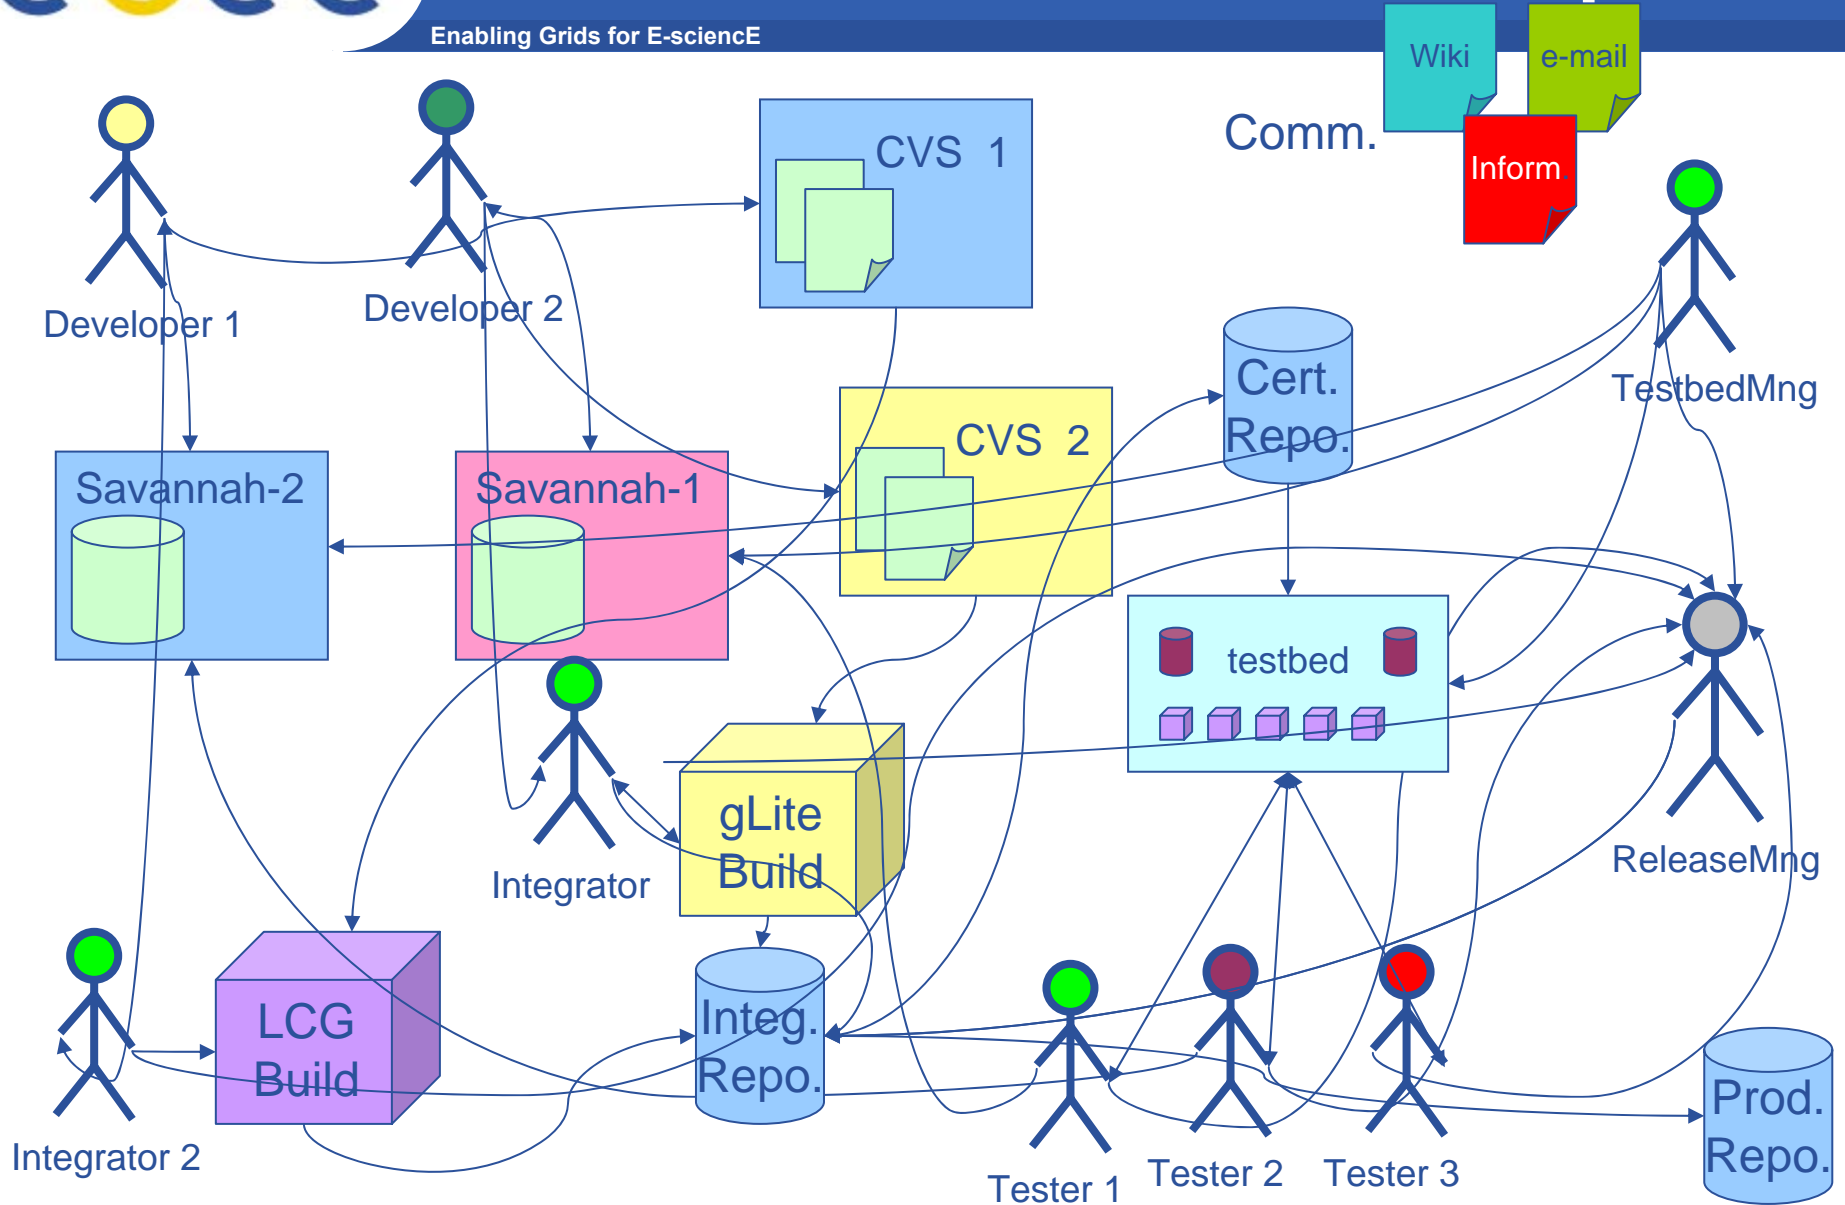 Enabling Grids for E-sciencE
Wiki
e-mail
Comm.
Inform.
CVS 1
Developer 1
Developer 2
Cert.
Repo.
TestbedMng
CVS 2
Savannah-2
Savannah-1
testbed
gLite
Build
Integrator
ReleaseMng
LCG
Build
Integ.
Repo.
Prod.
Repo.
Integrator 2
Tester 1
Tester 2
Tester 3